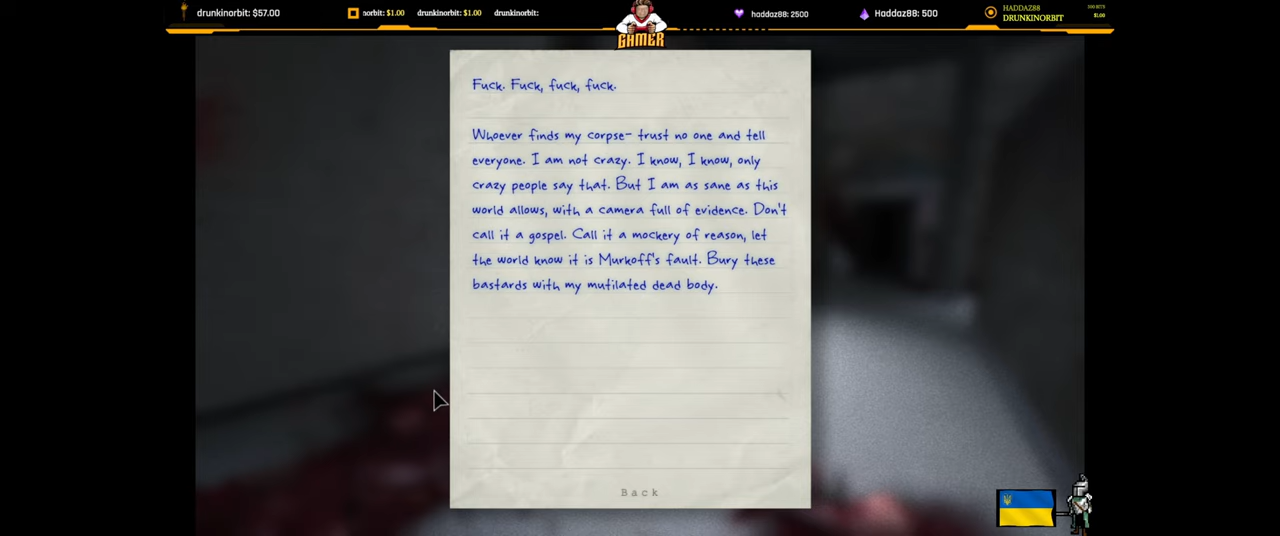 drunkinorbit: $57.00
norbit: $1.00 drunkinorbit: $1.00 drunkinorbit:
GAMER
haddaz88: 2500
Haddaz88: 500
HADDAZ88
DRUNKINORBIT
500 BITS
$1.00
Fuck. Fuck, fuck, fuck.
Whoever finds my corpse- trust no one and tell
everyone. I am not crazy. I know, I know, only
crazy people say that. But I am as sane as this
world allows, with a camera full of evidence. Don't
call it a gospel. Call it a mockery of reason, let
the world know it is Murkoff's fault. Bury these
bastards with my mutilated dead body.
Back